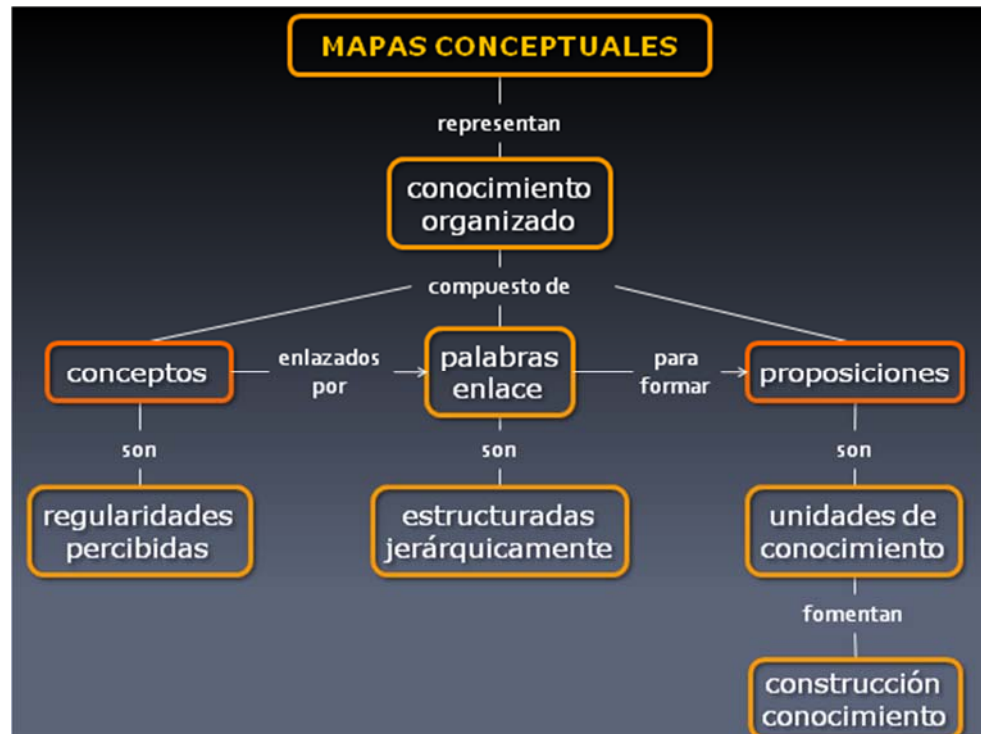 MAPAS CONCEPTUALES
representan
conocimiento
organizado
compuesto de
conceptos
enlazados
por
palabras
enlace
para
formar
proposiciones
son
son
son
regularidades
percibidas
estructuradas
jerárquicamente
unidades de
conocimiento
fomentan
construcción
conocimiento